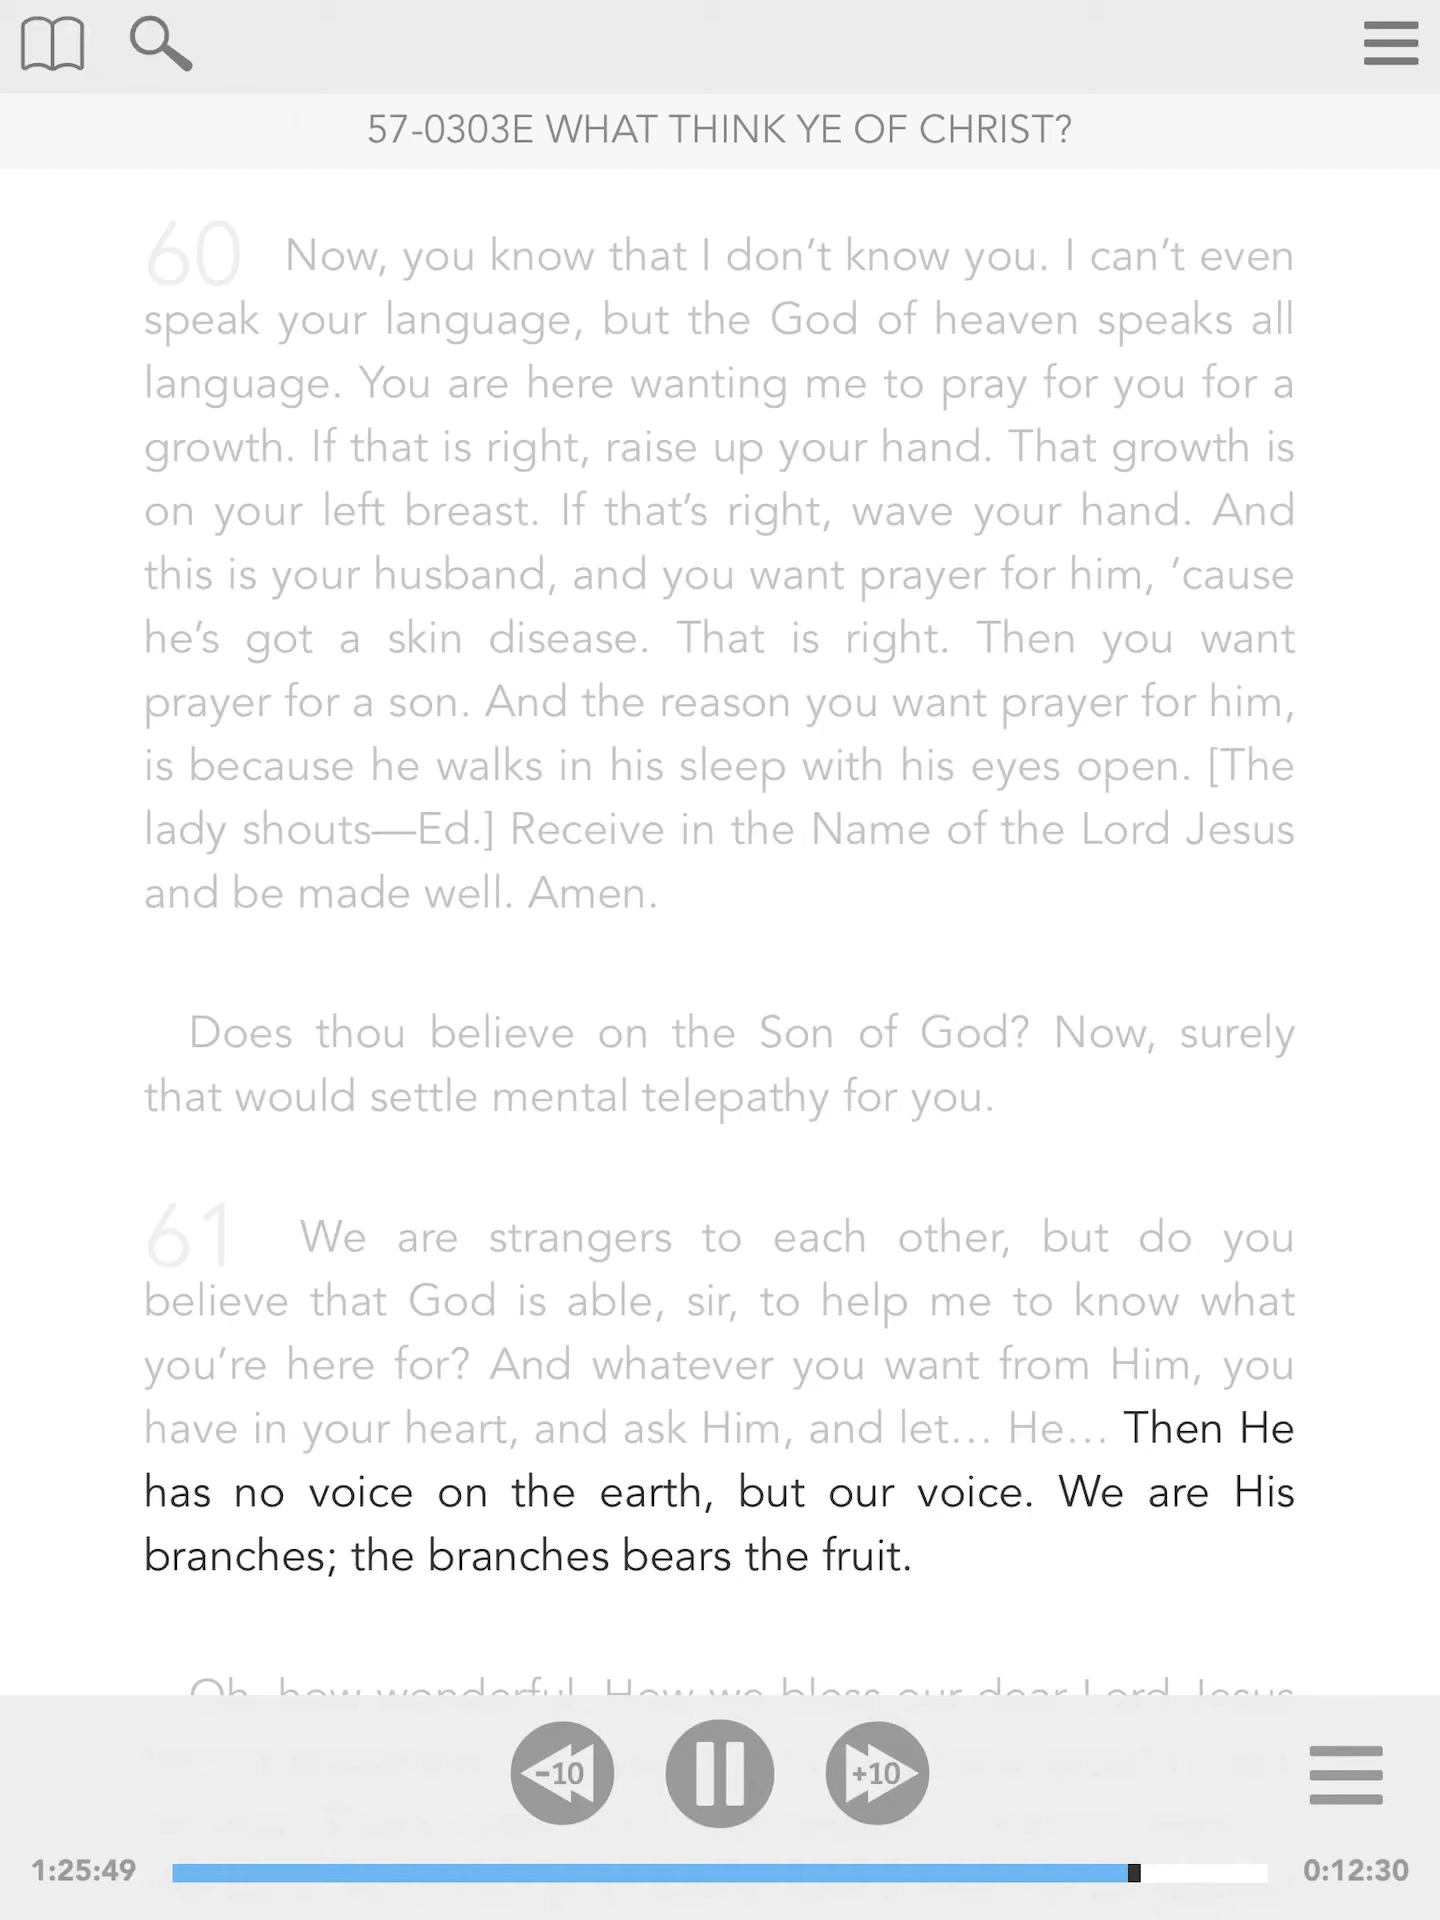 57-0303E WHAT THINK YE OF CHRIST?
60 Now, you know that I don’t know you. I can’t even
speak your language, but the God of heaven speaks all
language. You are here wanting me to pray for you for a
growth. If that is right, raise up your hand. That growth is
on your left breast. If that’s right, wave your hand. And
this is your husband, and you want prayer for him, ’cause
he’s got a skin disease. That is right. Then you want
prayer for a son. And the reason you want prayer for him,
is because he walks in his sleep with his eyes open. [The
lady shouts—Ed.] Receive in the Name of the Lord Jesus
and be made well. Amen.
Does thou believe on the Son of God? Now, surely
that would settle mental telepathy for you.
61 We are strangers to each other, but do you
believe that God is able, sir, to help me to know what
you’re here for? And whatever you want from Him, you
have in your heart, and ask Him, and let… He… Then He
has no voice on the earth, but our voice. We are His
branches; the branches bears the fruit.
Oh, how wonderful. How we bless our dear Lord Jesus
-10 +10
1:25:49 0:12:30